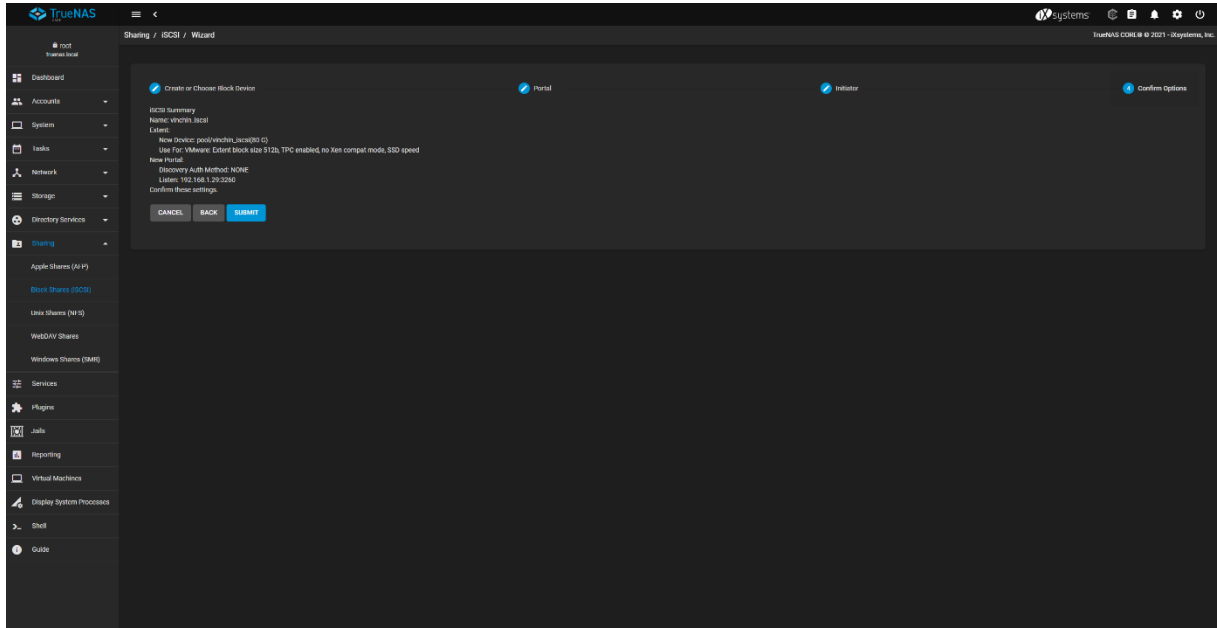 TrueNAS
CORE
iXsystems
root
truenas.local
Sharing / iSCSI / Wizard
TrueNAS CORE® © 2021 - iXsystems, Inc.
Dashboard
Accounts
System
Tasks
Network
Storage
Directory Services
Sharing
Apple Shares (AFP)
Block Shares (iSCSI)
Unix Shares (NFS)
WebDAV Shares
Windows Shares (SMB)
Services
Plugins
Jails
Reporting
Virtual Machines
Display System Processes
Shell
Guide
Create or Choose Block Device
Portal
Initiator
4 Confirm Options
iSCSI Summary
Name: vinchin_iscsi
Extent:
New Device: pool/vinchin_iscsi(80 G)
Use For: VMware: Extent block size 512b, TPC enabled, no Xen compat mode, SSD speed
New Portal:
Discovery Auth Method: NONE
Listen: 192.168.1.29:3260
Confirm these settings.
CANCEL BACK SUBMIT